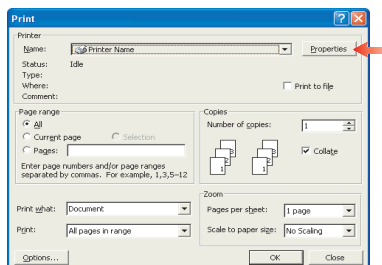 Print
Printer
Name: Printer Name Properties
Status: Idle
Type:
Where: Print to file
Comment:
Page range
All
Current page Selection
Pages:
Enter page numbers and/or page ranges
separated by commas. For example, 1,3,5–12
Copies
Number of copies: 1
Collate
Print what: Document
Print: All pages in range
Zoom
Pages per sheet: 1 page
Scale to paper size: No Scaling
Options... OK Close